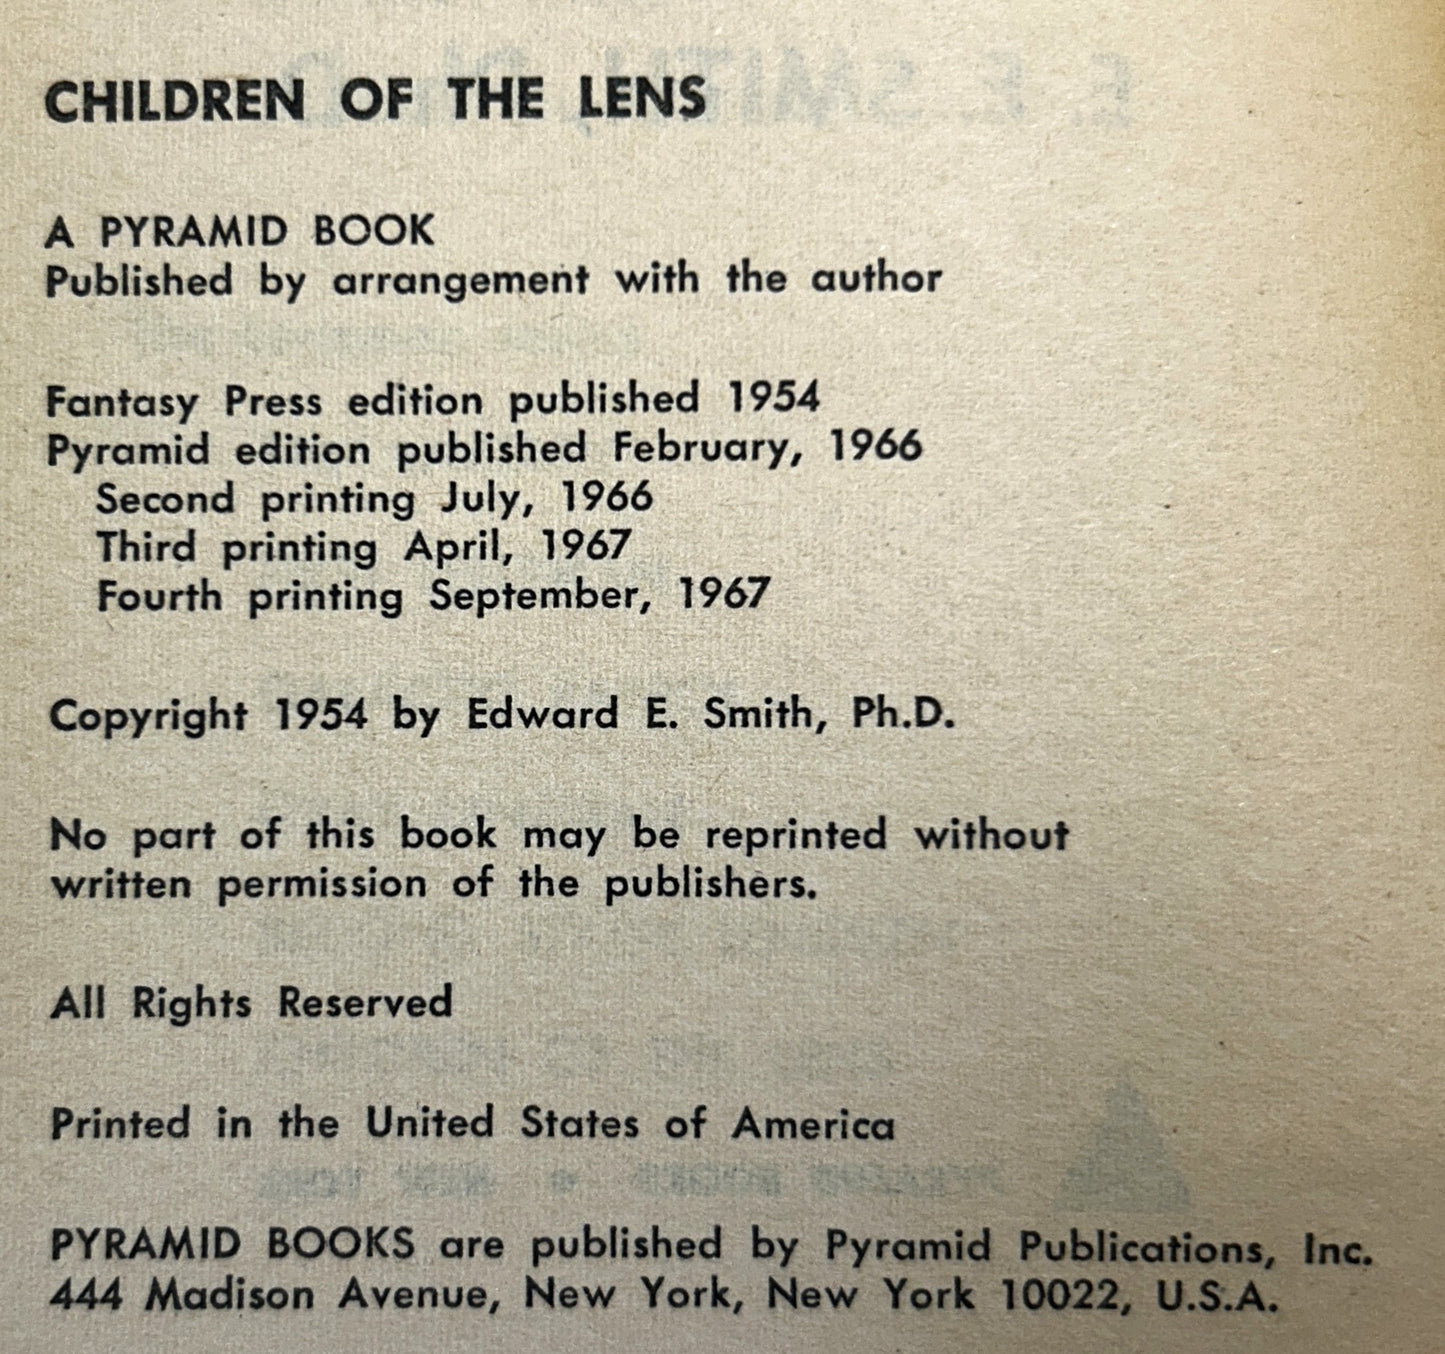 CHILDREN OF THE LENS
A PYRAMID BOOK
Published by arrangement with the author
Fantasy Press edition published 1954
Pyramid edition published February, 1966
Second printing July, 1966
Third printing April, 1967
Fourth printing September, 1967
Copyright 1954 by Edward E. Smith, Ph.D.
No part of this book may be reprinted without
written permission of the publishers.
All Rights Reserved
Printed in the United States of America
PYRAMID BOOKS are published by Pyramid Publications, Inc.
444 Madison Avenue, New York, New York 10022, U.S.A.